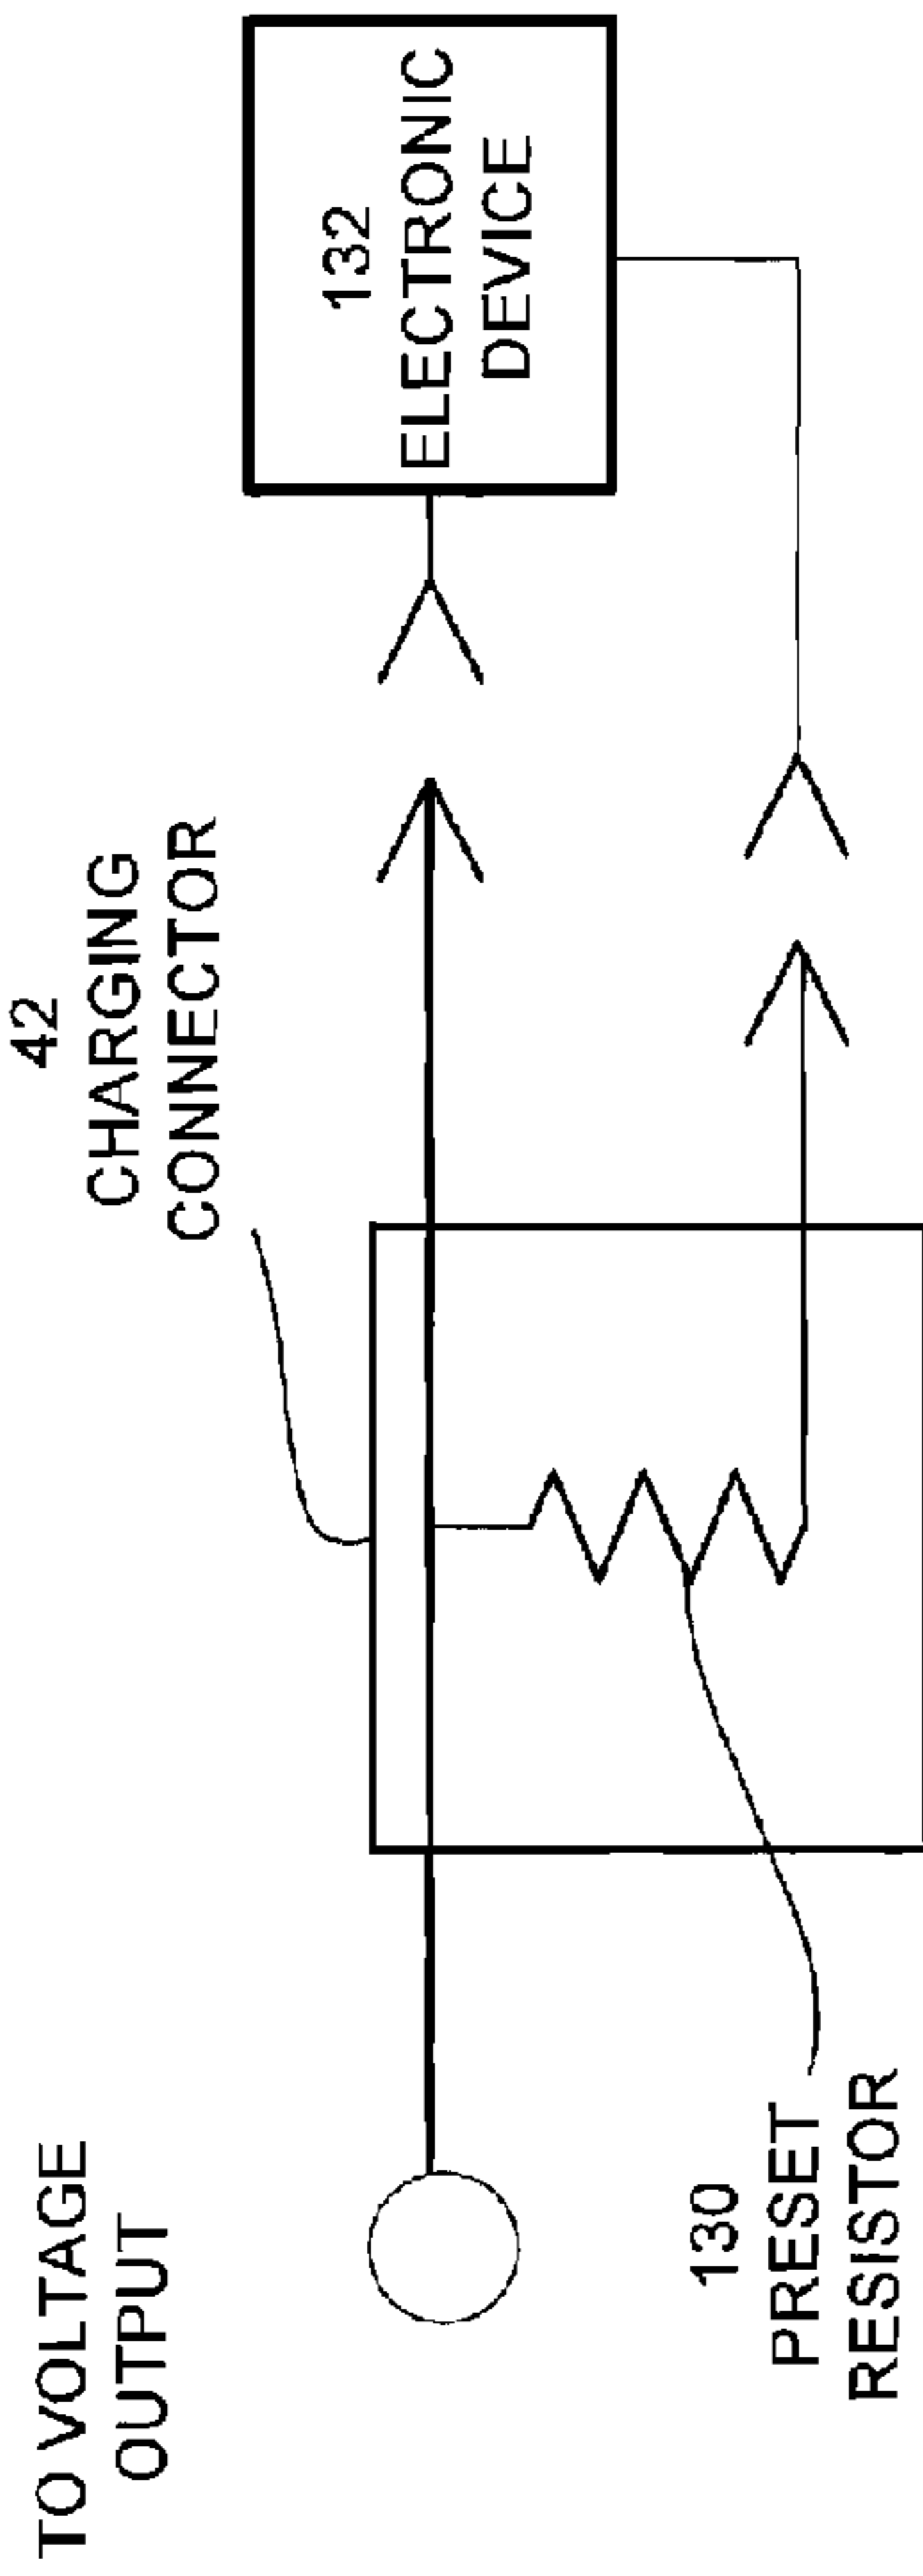 TO VOLTAGE
OUTPUT
42
CHARGING
CONNECTOR
132
ELECTRONIC
DEVICE
130
PRESET
RESISTOR